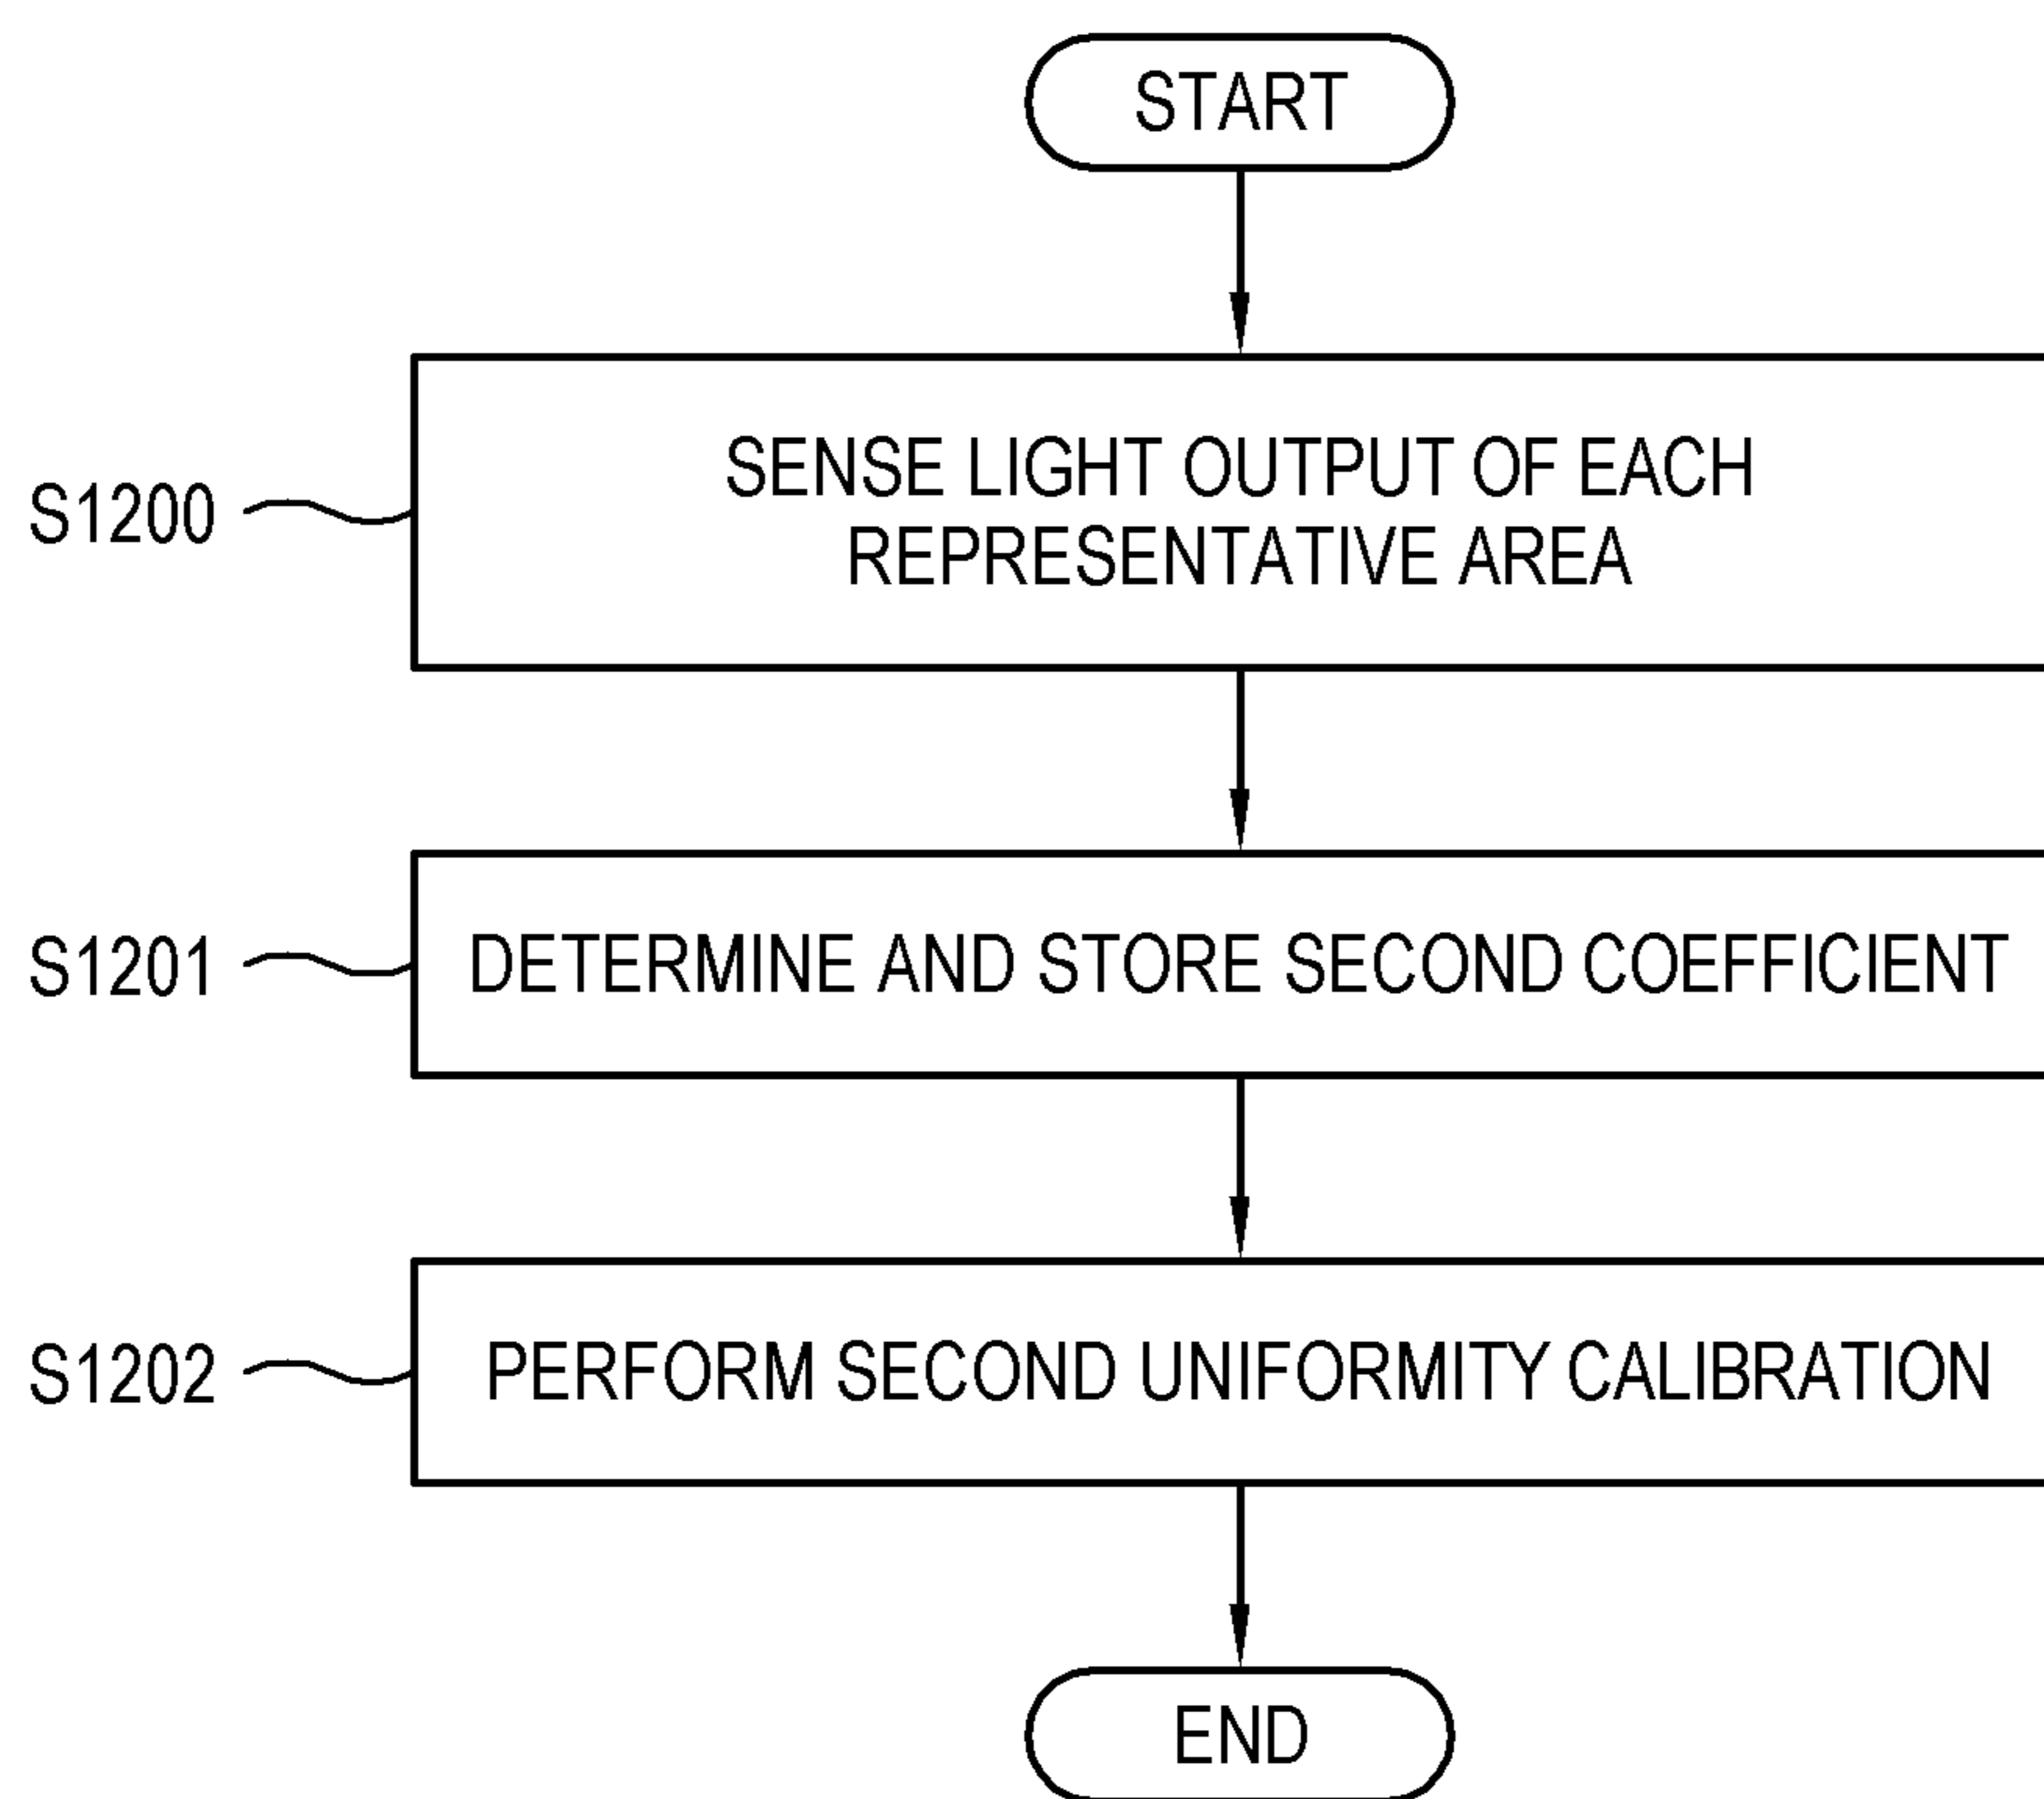 START
SENSE LIGHT OUTPUT OF EACH
REPRESENTATIVE AREA
S1200
DETERMINE AND STORE SECOND COEFFICIENT
S1201
PERFORM SECOND UNIFORMITY CALIBRATION
S1202
END